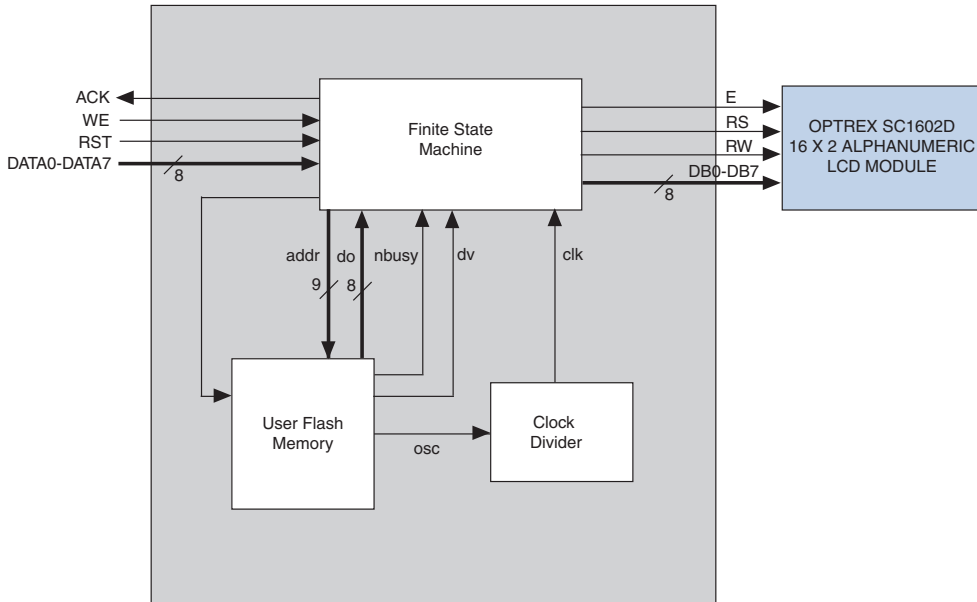 ACK
WE
RST
DATA0-DATA7
8
Finite State
Machine
E
RS
RW
DB0-DB7
8
OPTREX SC1602D
16 X 2 ALPHANUMERIC
LCD MODULE
addr
do
nbusy
dv
clk
9
8
User Flash
Memory
osc
Clock
Divider